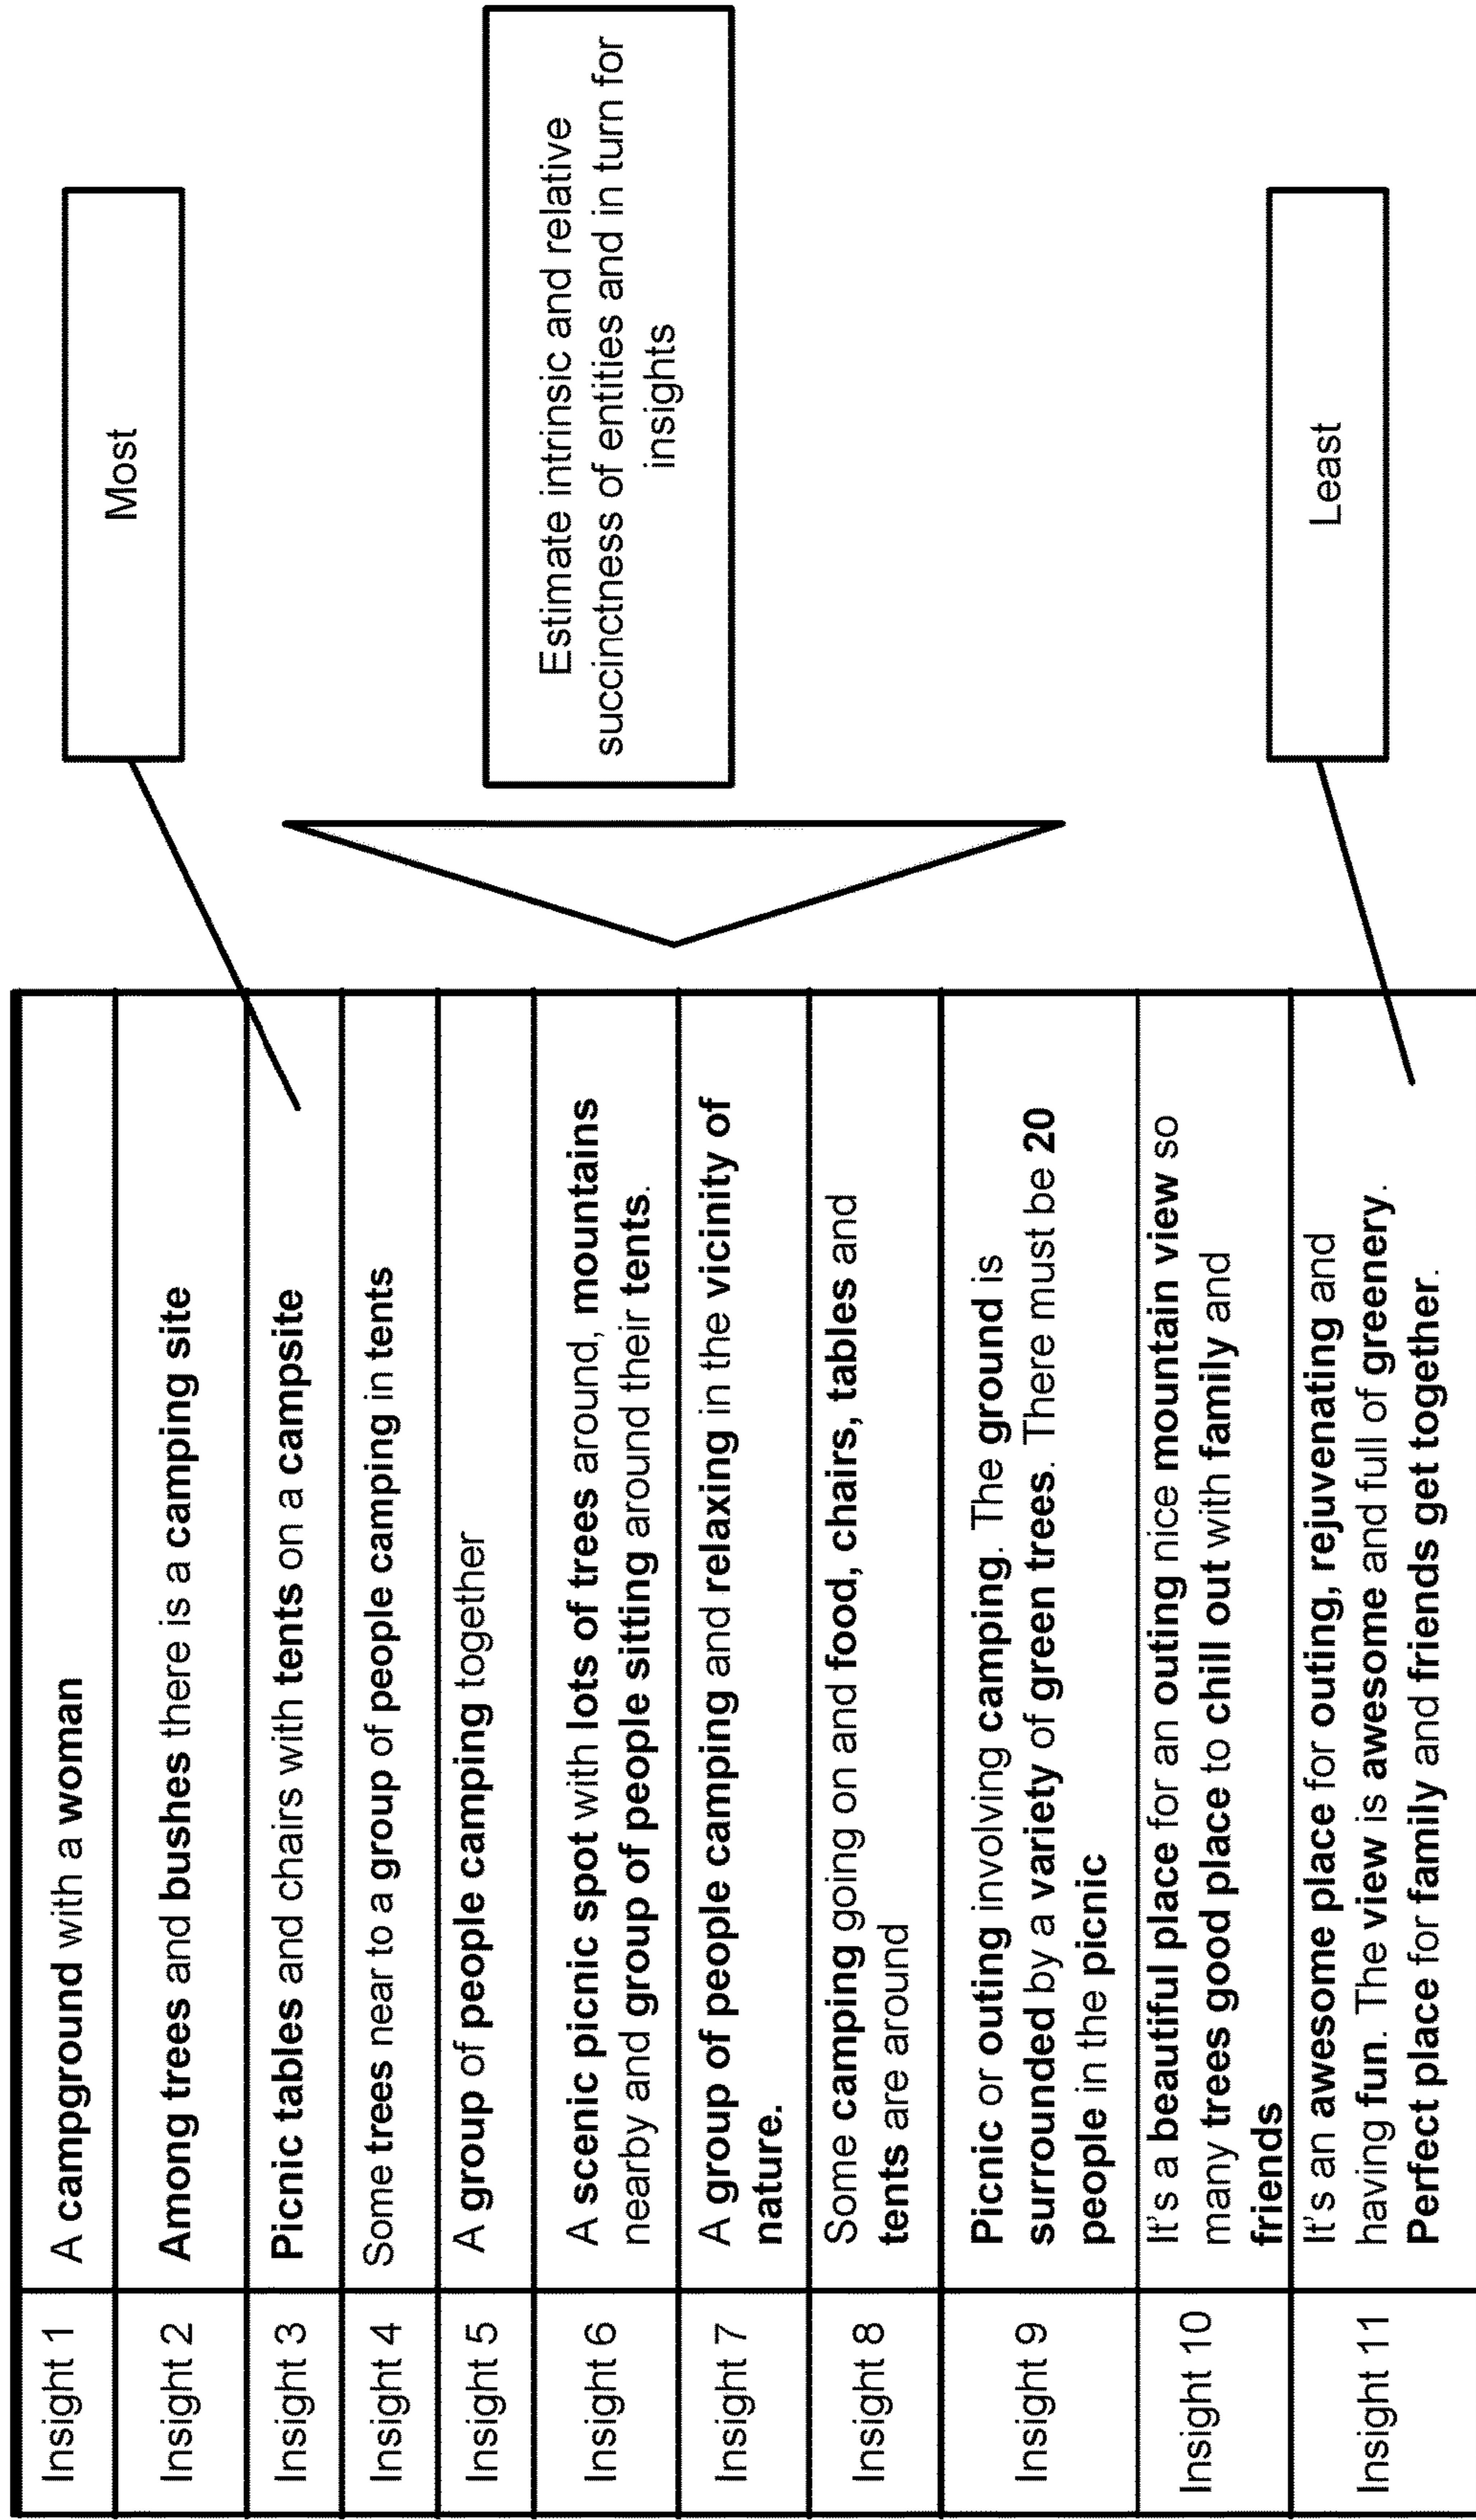 Insight 1
A campground with a woman
Insight 2
Among trees and bushes there is a camping site
Insight 3
Picnic tables and chairs with tents on a campsite
Insight 4
Some trees near to a group of people camping in tents
Insight 5
A group of people camping together
Insight 6
A scenic picnic spot with lots of trees around, mountains
nearby and group of people sitting around their tents.
Insight 7
A group of people camping and relaxing in the vicinity of
nature.
Insight 8
Some camping going on and food, chairs, tables and
tents are around
Insight 9
Picnic or outing involving camping. The ground is
surrounded by a variety of green trees. There must be 20
people in the picnic
Insight 10
It's a beautiful place for an outing nice mountain view so
many trees good place to chill out with family and
friends
Insight 11
It's an awesome place for outing, rejuvenating and
having fun. The view is awesome and full of greenery.
Perfect place for family and friends get together.
Most
Estimate intrinsic and relative
succinctness of entities and in turn for
insights
Least